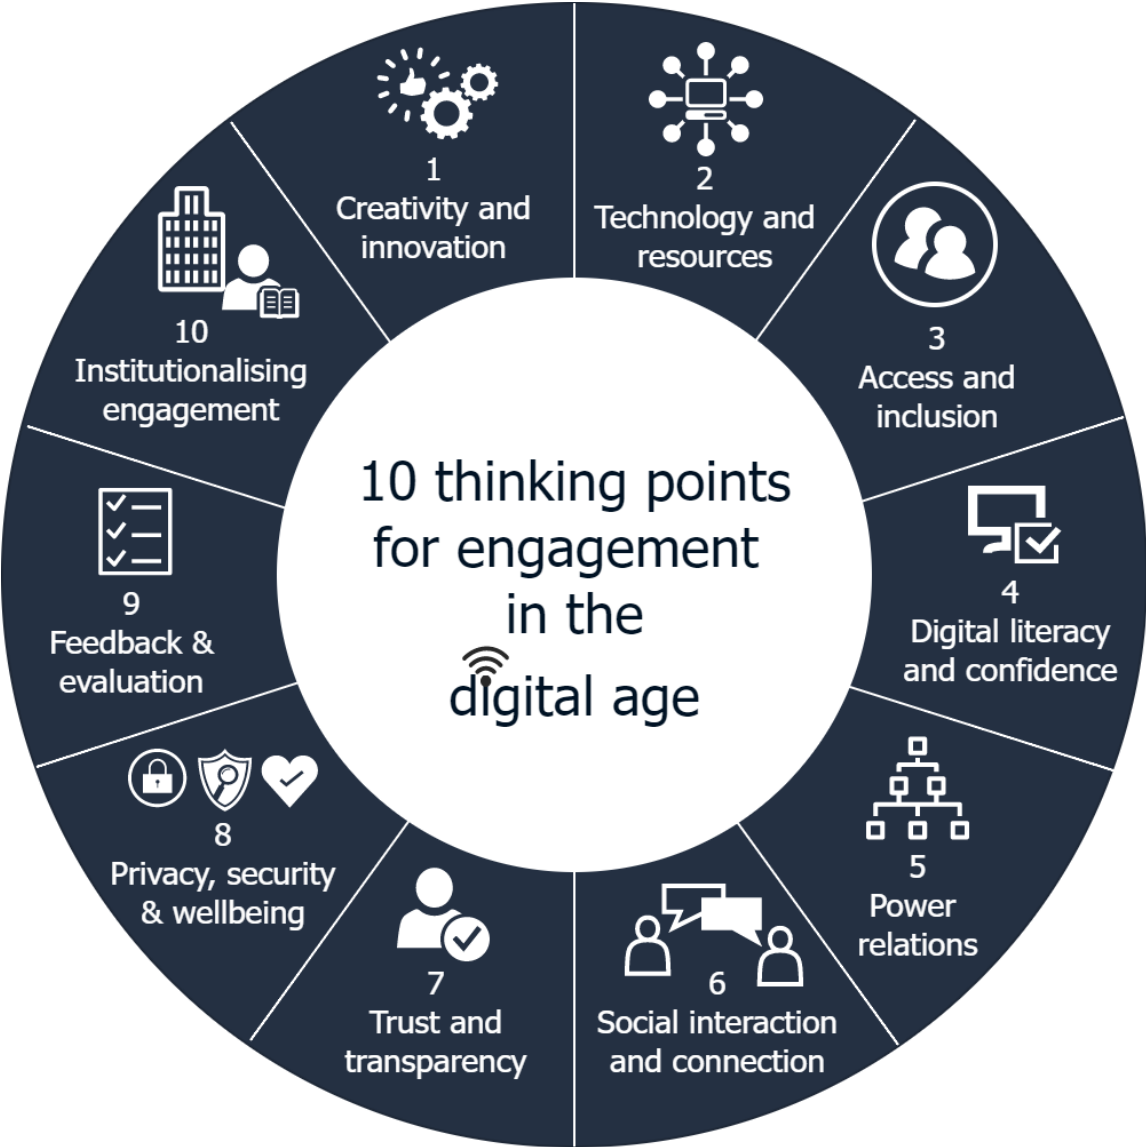 10 thinking points
for engagement
in the
digital age
1
Creativity and
innovation
2
Technology and
resources
3
Access and
inclusion
4
Digital literacy
and confidence
5
Power
relations
6
Social interaction
and connection
7
Trust and
transparency
8
Privacy, security
& wellbeing
9
Feedback &
evaluation
10
Institutionalising
engagement